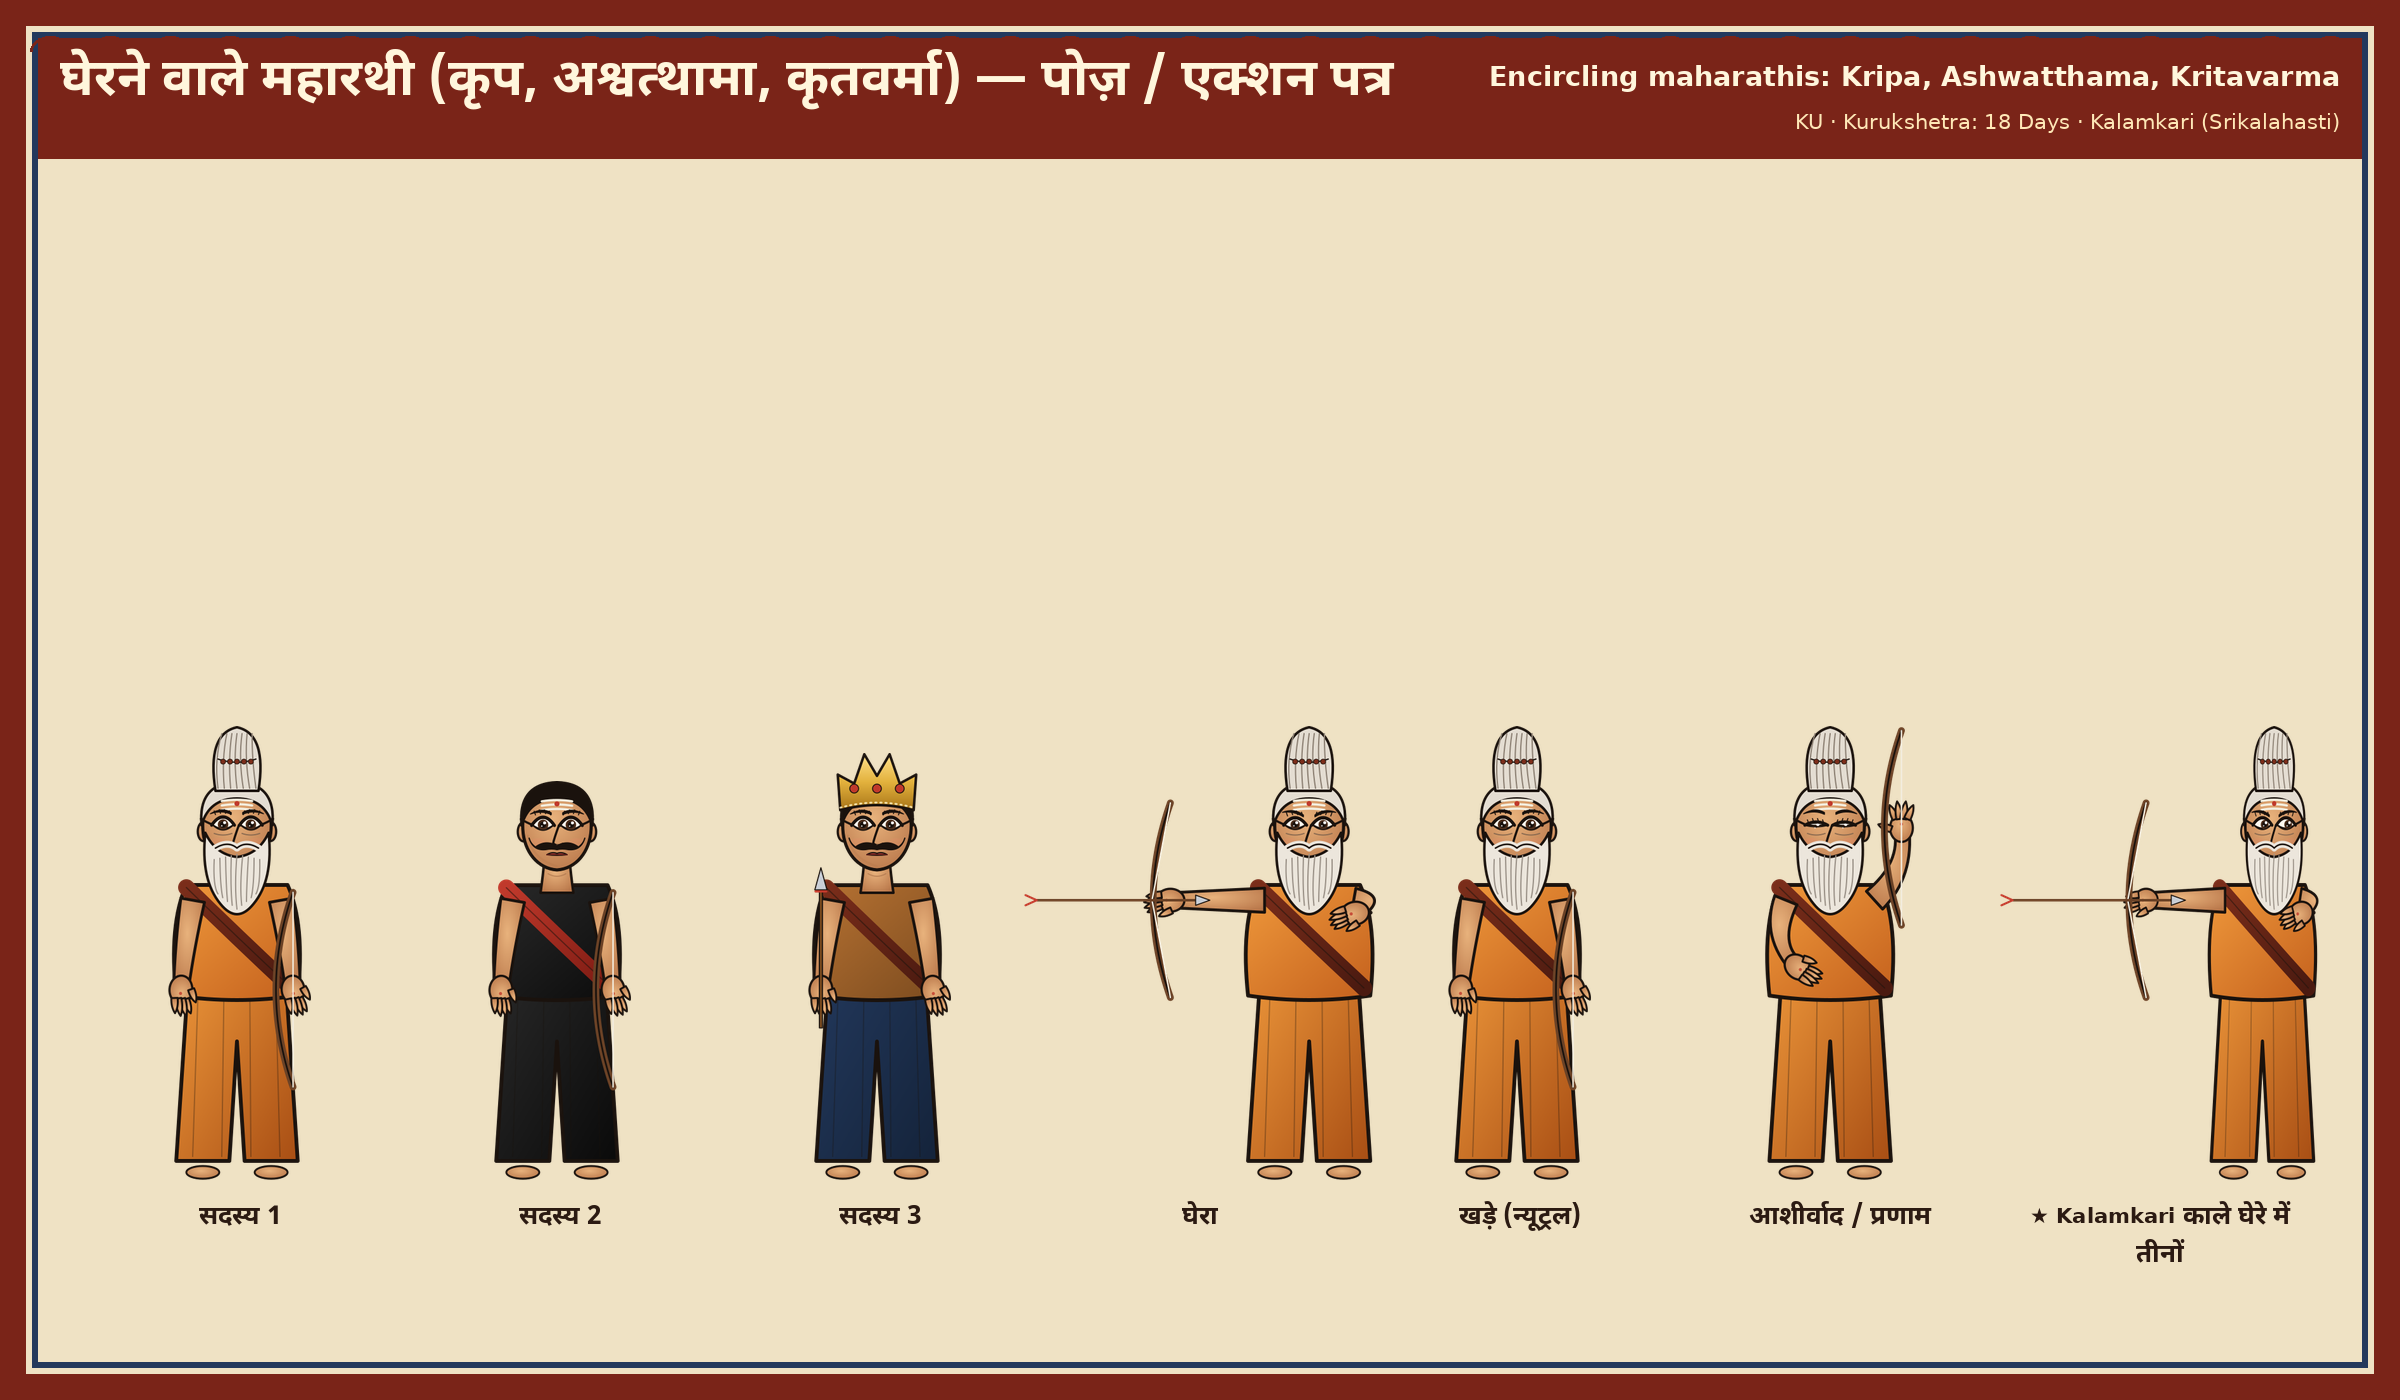 घेरने वाले महारथी (कृप, अश्वत्थामा, कृतवर्मा) — पोज़ / एक्शन पत्र
Encircling maharathis: Kripa, Ashwatthama, Kritavarma
KU · Kurukshetra: 18 Days · Kalamkari (Srikalahasti)
सदस्य 1
सदस्य 2
सदस्य 3
घेरा
खड़े (न्यूट्रल)
आशीर्वाद / प्रणाम
★ Kalamkari काले घेरे में
तीनों